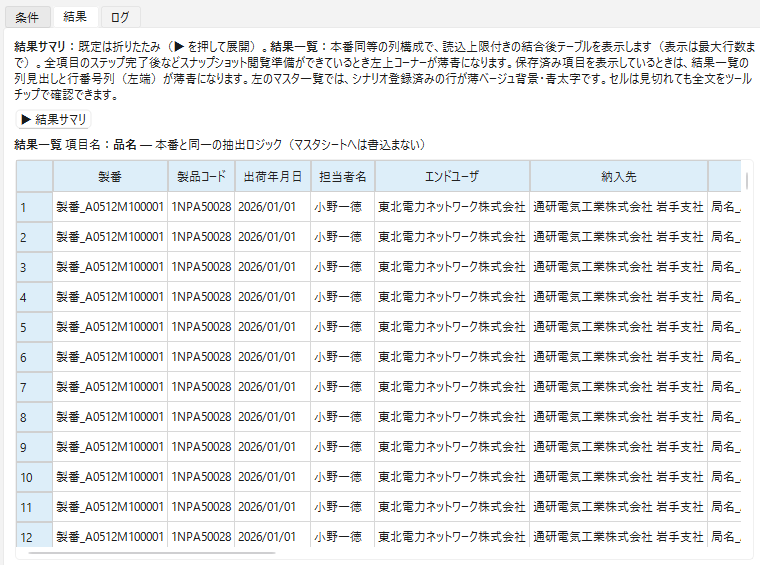 条件 結果 ログ
結果サマリ：既定は折りたたみ（▶ を押して展開）。結果一覧：本番同等の列構成で、読込上限付きの結合後テーブルを表示します（表示は最大行数ま
で）。全項目のステップ完了後などスナップショット閲覧準備ができているとき左上コーナーが薄青になります。保存済み項目を表示しているときは、結果一覧の
列見出しと行番号列（左端）が薄青になります。左のマスタ一覧では、シナリオ登録済みの行が薄ベージュ背景・青太字です。セルは見切れても全文をツール
チップで確認できます。
▶ 結果サマリ
結果一覧 項目名：品名 — 本番と同一の抽出ロジック（マスタシートへは書込まない）
製番 製品コード 出荷年月日 担当者名 エンドユーザ 納入先
1 製番_A0512M100001 1NPA50028 2026/01/01 小野一徳 東北電力ネットワーク株式会社 通研電気工業株式会社 岩手支社 局名_
2 製番_A0512M100001 1NPA50028 2026/01/01 小野一徳 東北電力ネットワーク株式会社 通研電気工業株式会社 岩手支社 局名_
3 製番_A0512M100001 1NPA50028 2026/01/01 小野一徳 東北電力ネットワーク株式会社 通研電気工業株式会社 岩手支社 局名_
4 製番_A0512M100001 1NPA50028 2026/01/01 小野一徳 東北電力ネットワーク株式会社 通研電気工業株式会社 岩手支社 局名_
5 製番_A0512M100001 1NPA50028 2026/01/01 小野一徳 東北電力ネットワーク株式会社 通研電気工業株式会社 岩手支社 局名_
6 製番_A0512M100001 1NPA50028 2026/01/01 小野一徳 東北電力ネットワーク株式会社 通研電気工業株式会社 岩手支社 局名_
7 製番_A0512M100001 1NPA50028 2026/01/01 小野一徳 東北電力ネットワーク株式会社 通研電気工業株式会社 岩手支社 局名_
8 製番_A0512M100001 1NPA50028 2026/01/01 小野一徳 東北電力ネットワーク株式会社 通研電気工業株式会社 岩手支社 局名_
9 製番_A0512M100001 1NPA50028 2026/01/01 小野一徳 東北電力ネットワーク株式会社 通研電気工業株式会社 岩手支社 局名_
10 製番_A0512M100001 1NPA50028 2026/01/01 小野一徳 東北電力ネットワーク株式会社 通研電気工業株式会社 岩手支社 局名_
11 製番_A0512M100001 1NPA50028 2026/01/01 小野一徳 東北電力ネットワーク株式会社 通研電気工業株式会社 岩手支社 局名_
12 製番_A0512M100001 1NPA50028 2026/01/01 小野一徳 東北電力ネットワーク株式会社 通研電気工業株式会社 岩手支社 局名_